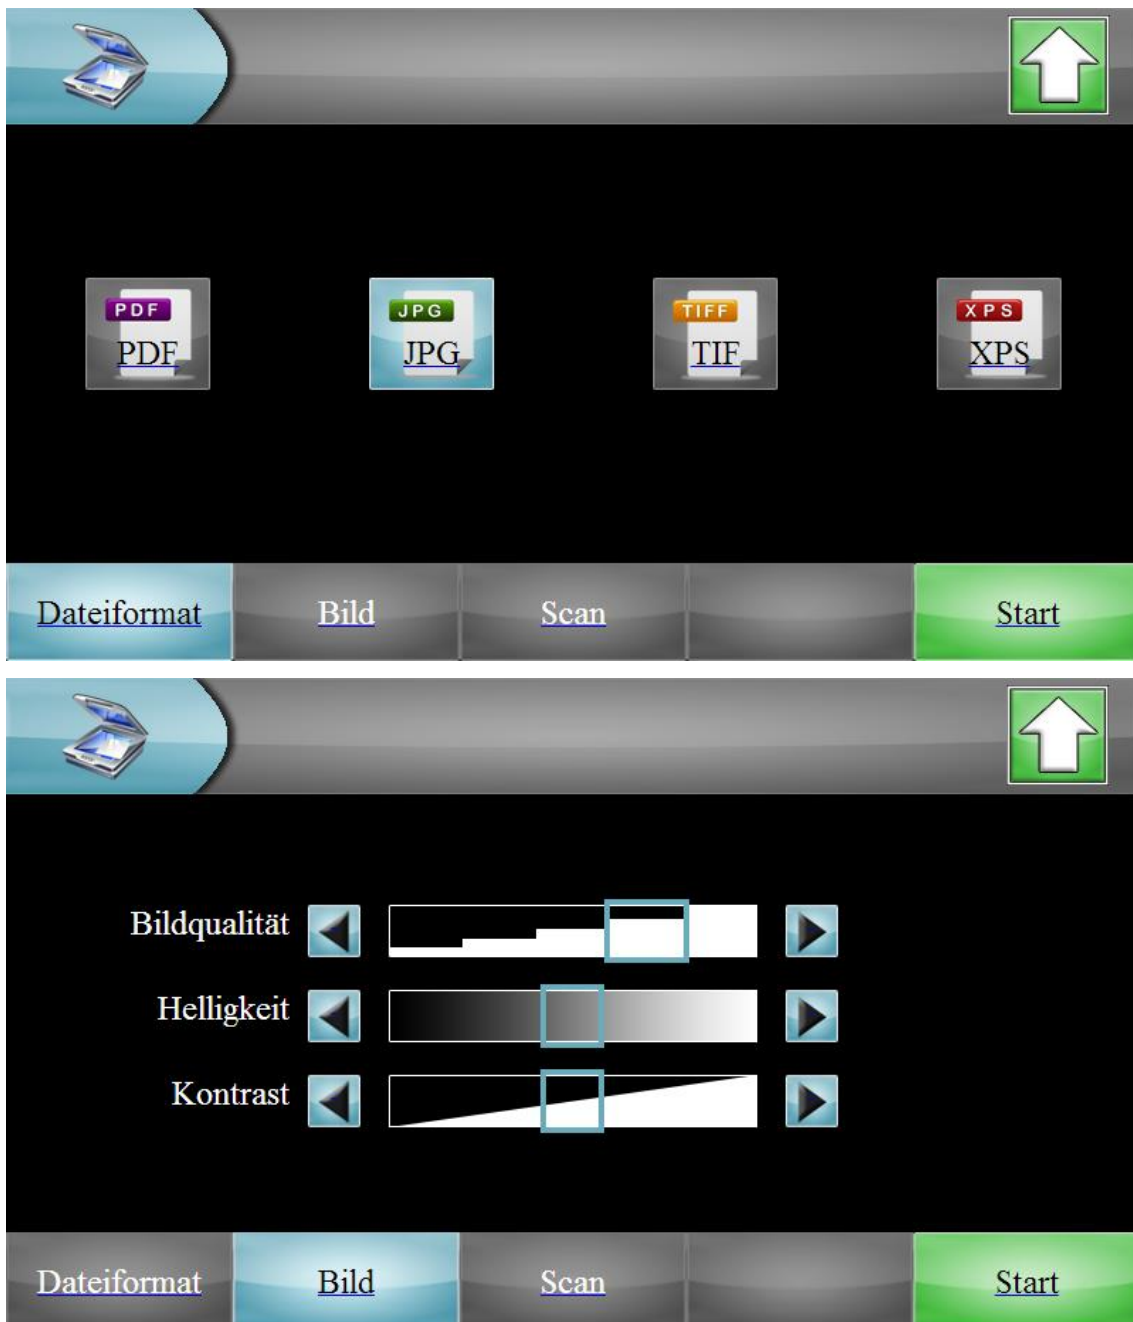 PDF JPG TIFF XPS
PDF JPG TIF XPS
Dateiformat Bild Scan Start
Bildqualität
Helligkeit
Kontrast
Dateiformat Bild Scan Start